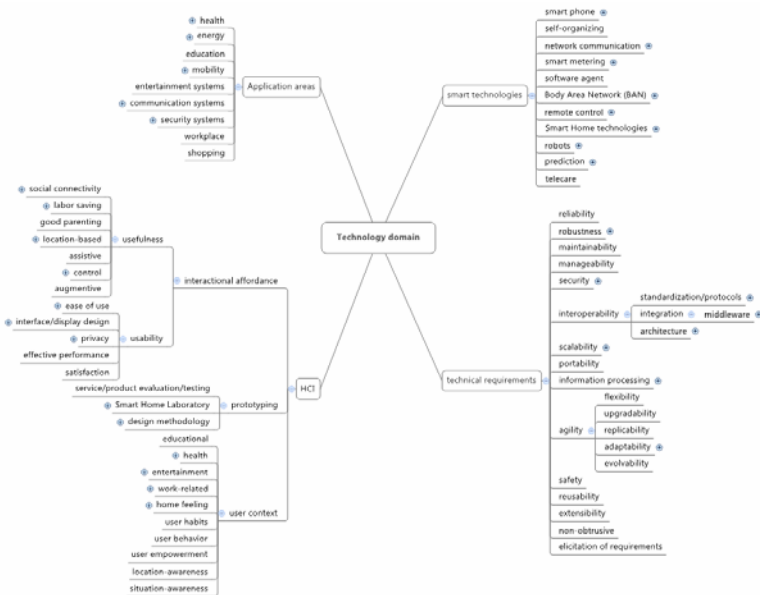 Technology domain
Application areas
health
energy
education
mobility
entertainment systems
communication systems
security systems
workplace
shopping
smart technologies
smart phone
self-organizing
network communication
smart metering
software agent
Body Area Network (BAN)
remote control
Smart Home technologies
robots
prediction
telecare
HCI
interactional affordance
usefulness
social connectivity
labor saving
good parenting
location-based
assistive
control
augmentive
usability
ease of use
interface/display design
privacy
effective performance
satisfaction
prototyping
service/product evaluation/testing
Smart Home Laboratory
design methodology
user context
educational
health
entertainment
work-related
home feeling
user habits
user behavior
user empowerment
location-awareness
situation-awareness
technical requirements
reliability
robustness
maintainability
manageability
security
interoperability
standardization/protocols
integration
middleware
architecture
scalability
portability
information processing
agility
flexibility
upgradability
replicability
adaptability
evolvability
safety
reusability
extensibility
non-obtrusive
elicitation of requirements